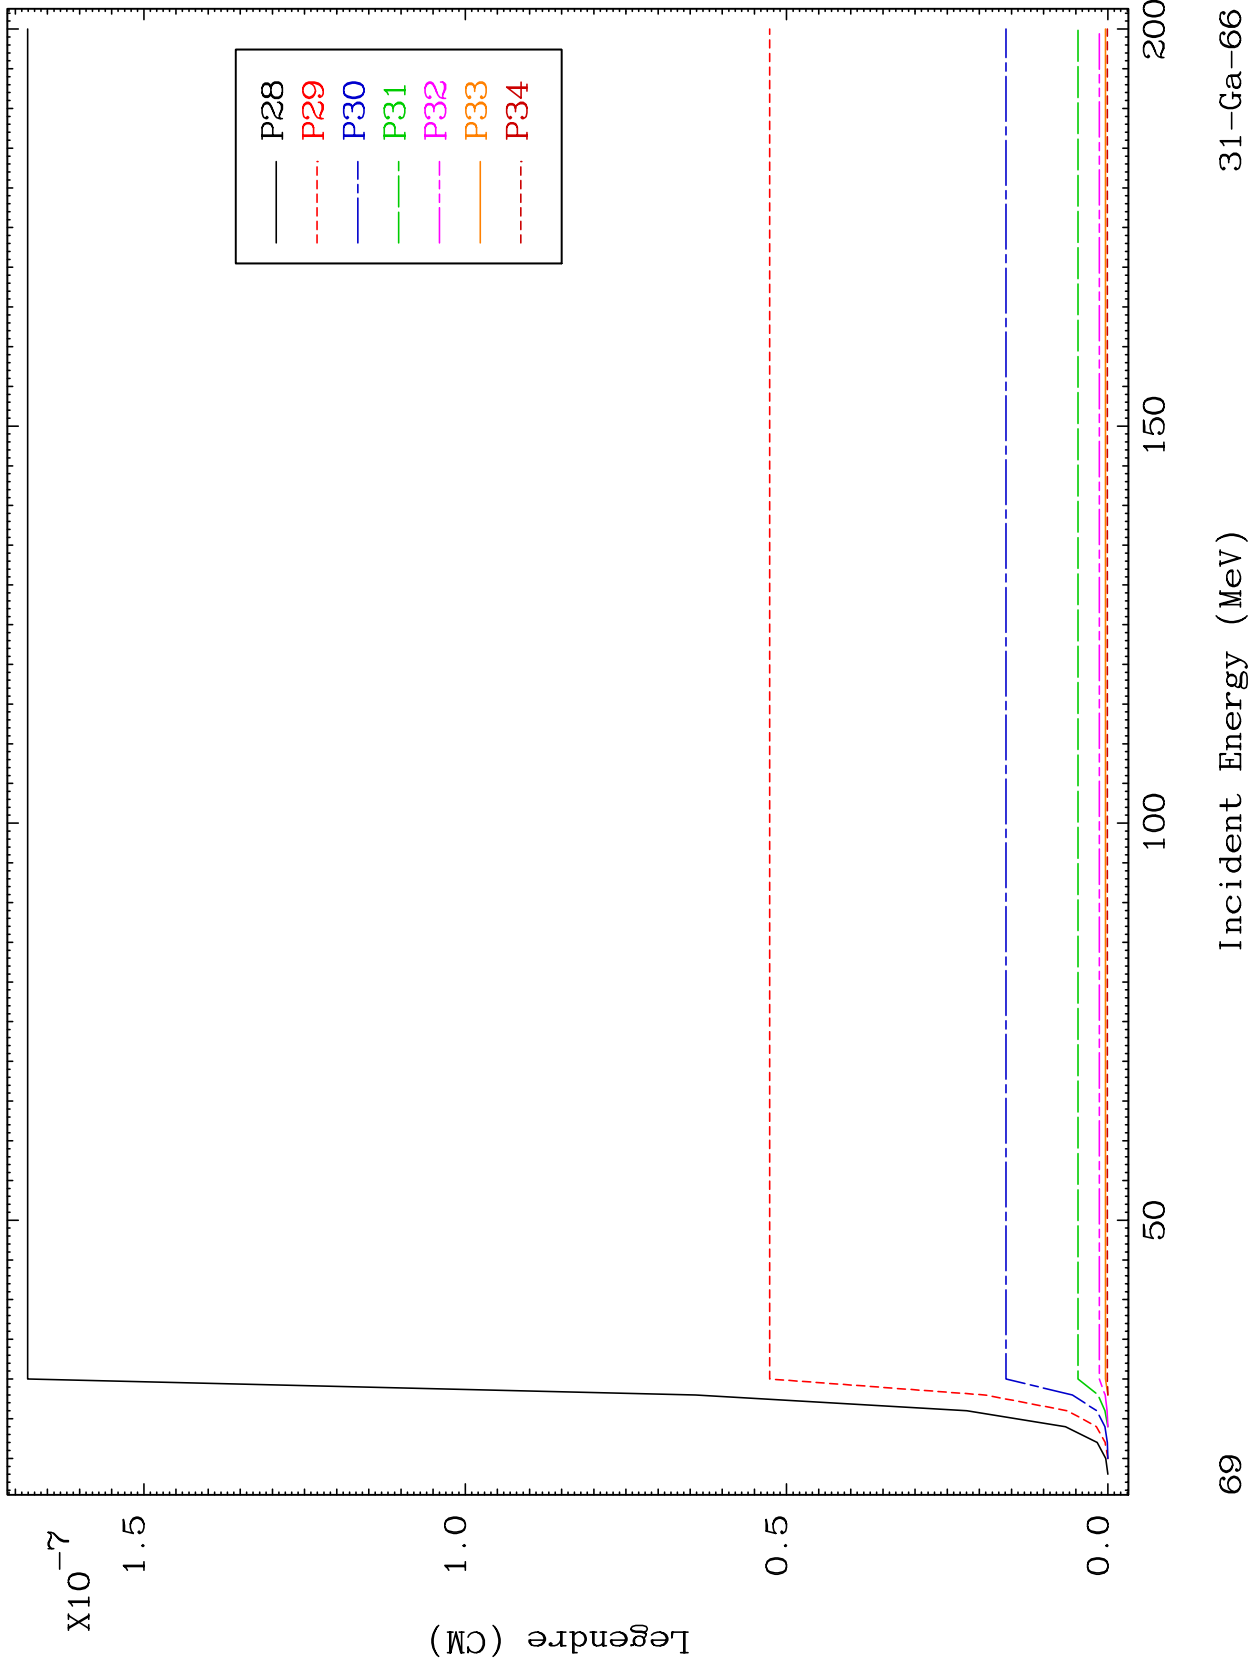 X10-7
Legendre (CM)
1.5
1.0
0.5
0.0
P28
P29
P30
P31
P32
P33
P34
50
100
150
200
Incident Energy (MeV)
69
31-Ga-66